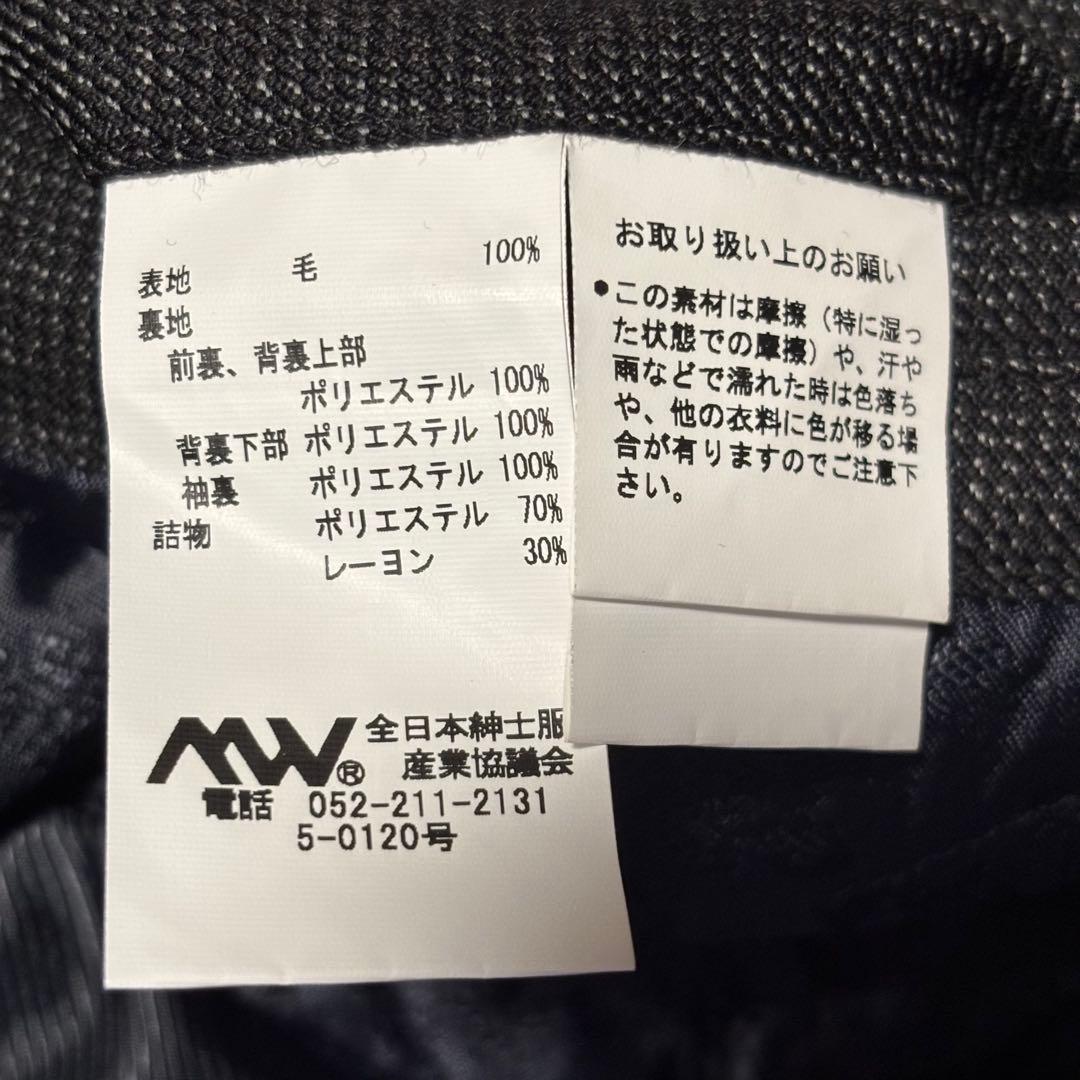 表地 毛 100%
裏地
前裏、背裏上部
ポリエステル 100%
背裏下部 ポリエステル 100%
袖裏 ポリエステル 100%
詰物 ポリエステル 70%
レーヨン 30%
MW® 全日本紳士服
産業協議会
電話 052-211-2131
5-0120号
お取り扱い上のお願い
●この素材は摩擦（特に湿っ
た状態での摩擦）や、汗や
雨などで濡れた時は色落ち
や、他の衣料に色が移る場
合が有りますのでご注意下
さい。